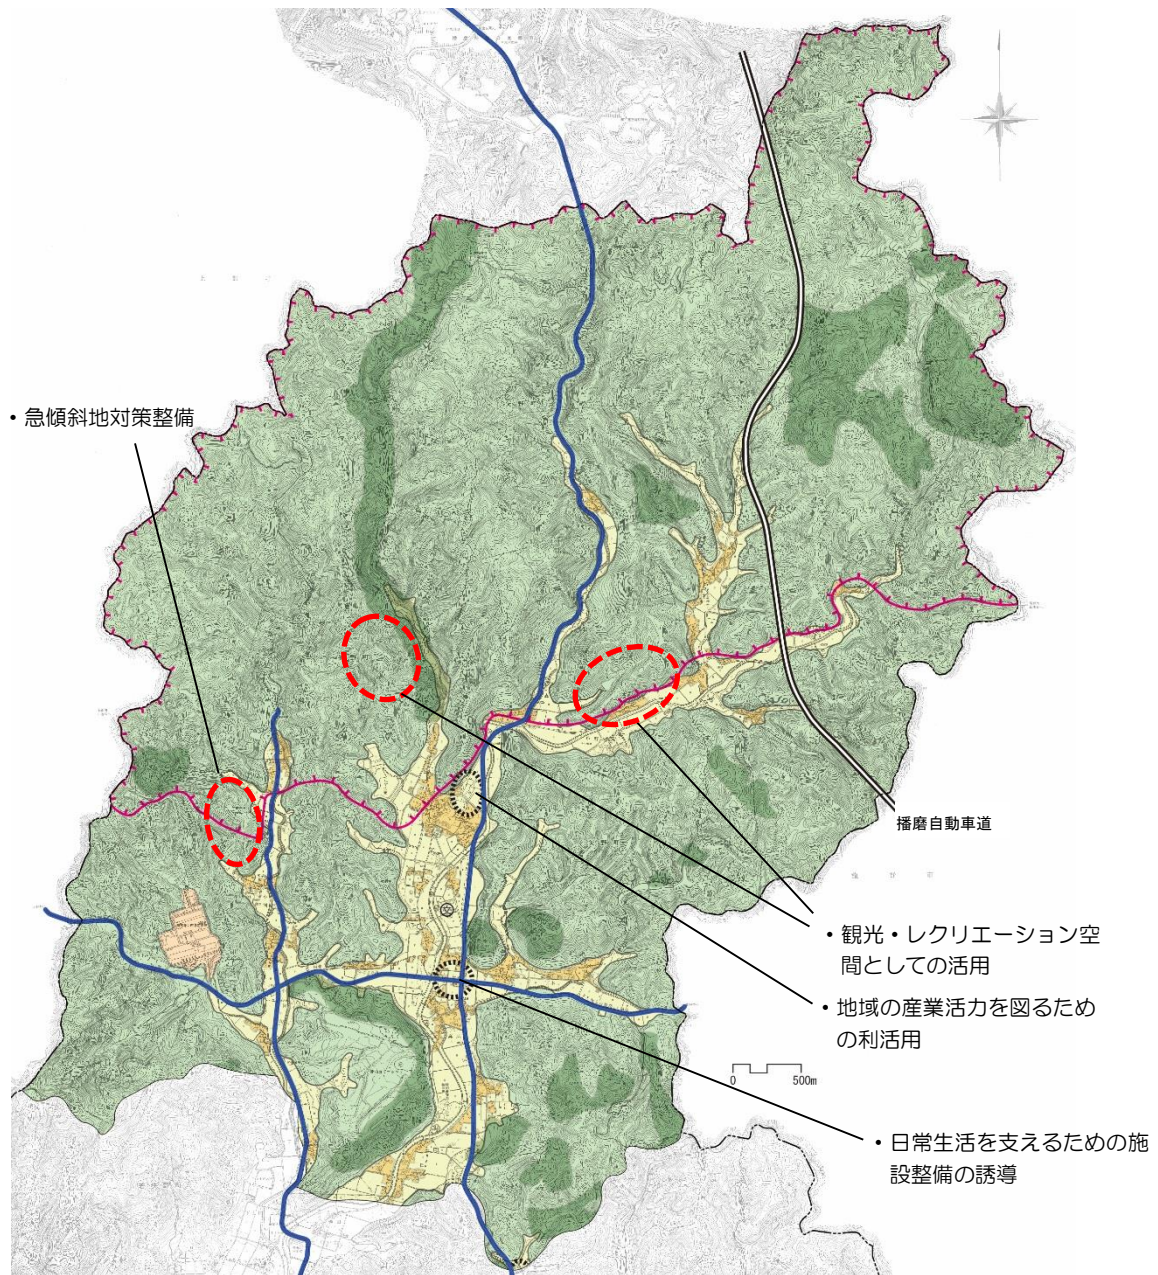 ・急傾斜地対策整備
播磨自動車道
・観光・レクリエーション空
間としての活用
・地域の産業活力を図るため
の利活用
0 500m
・日常生活を支えるための施
設整備の誘導